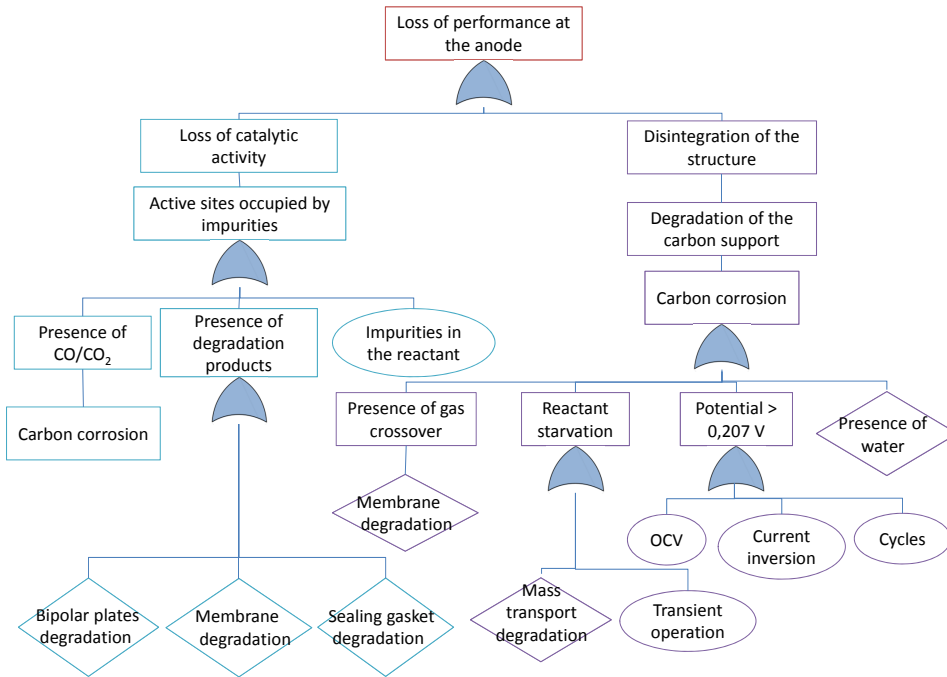 Loss of performance at
the anode
Loss of catalytic
activity
Disintegration of the
structure
Active sites occupied by
impurities
Degradation of the
carbon support
Carbon corrosion
Presence of
CO/CO₂
Presence of
degradation
products
Impurities in
the reactant
Carbon corrosion
Presence of gas
crossover
Reactant
starvation
Potential >
0,207 V
Presence of
water
Membrane
degradation
OCV
Current
inversion
Cycles
Bipolar plates
degradation
Membrane
degradation
Sealing gasket
degradation
Mass
transport
degradation
Transient
operation